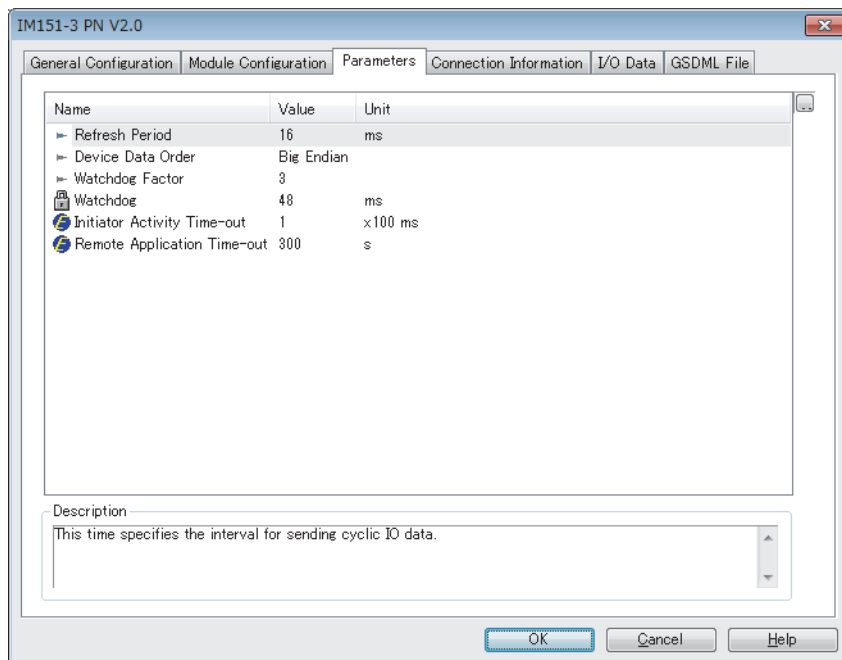 IM151-3 PN V2.0
General Configuration Module Configuration Parameters Connection Information I/O Data GSDML File
Name Value Unit
Refresh Period 16 ms
Device Data Order Big Endian
Watchdog Factor 3
Watchdog 48 ms
Initiator Activity Time-out 1 x100 ms
Remote Application Time-out 300 s
Description
This time specifies the interval for sending cyclic IO data.
OK Cancel Help